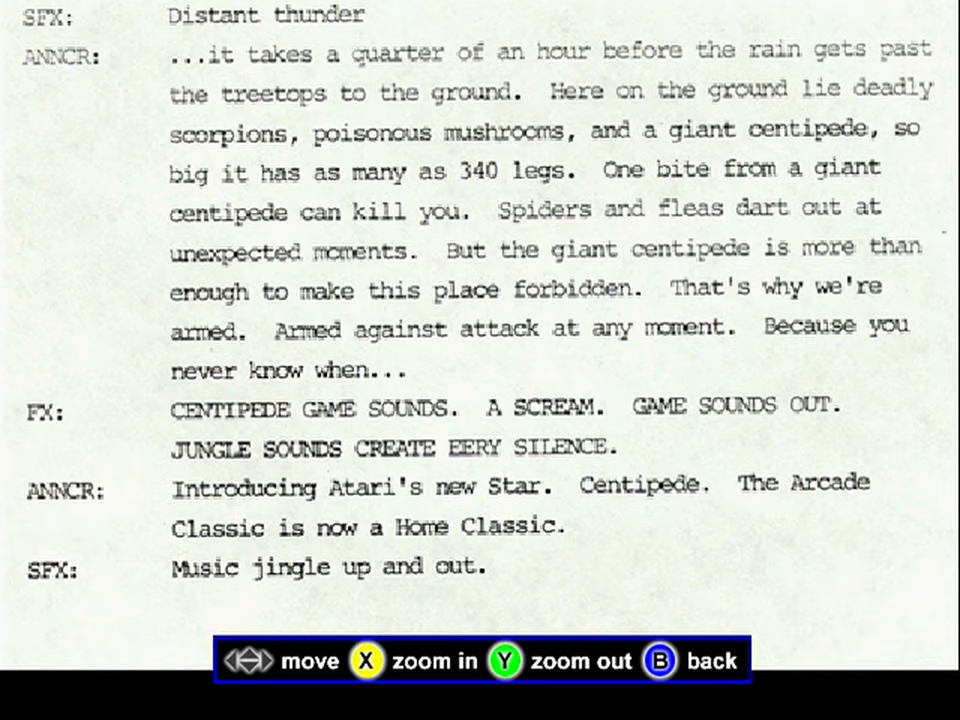 SFX: Distant thunder
ANNCR: ...it takes a quarter of an hour before the rain gets past
the treetops to the ground. Here on the ground lie deadly
scorpions, poisonous mushrooms, and a giant centipede, so
big it has as many as 340 legs. One bite from a giant
centipede can kill you. Spiders and fleas dart out at
unexpected moments. But the giant centipede is more than
enough to make this place forbidden. That's why we're
armed. Armed against attack at any moment. Because you
never know when...
FX: CENTIPEDE GAME SOUNDS. A SCREAM. GAME SOUNDS OUT.
JUNGLE SOUNDS CREATE EERY SILENCE.
ANNCR: Introducing Atari's new Star. Centipede. The Arcade
Classic is now a Home Classic.
SFX: Music jingle up and out.
move X zoom in Y zoom out B back